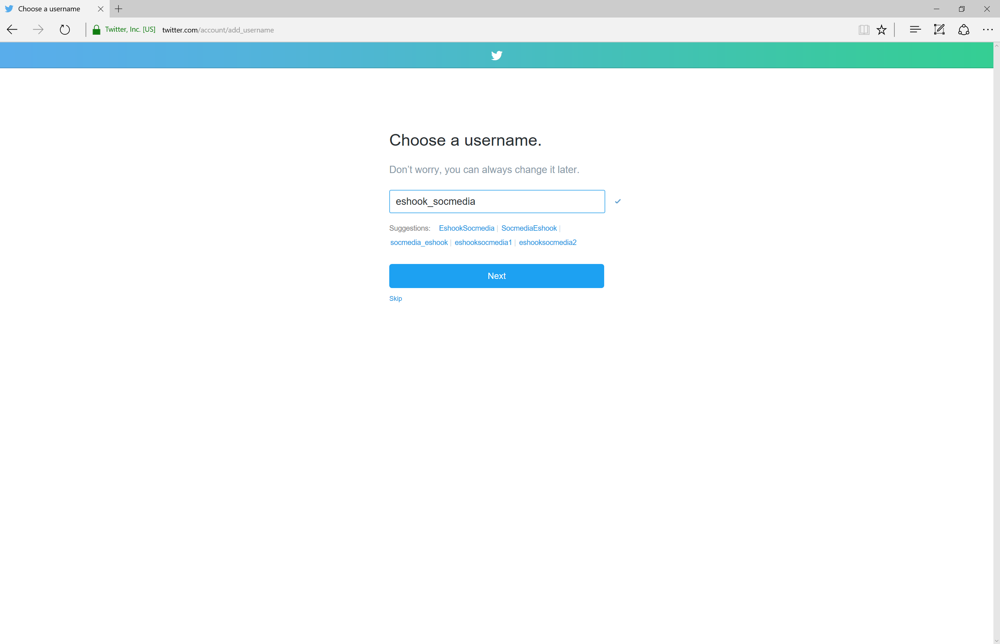 Choose a username
Twitter, Inc. [US] twitter.com/account/add_username
Choose a username.
Don’t worry, you can always change it later.
eshook_socmedia
Suggestions: EshookSocmedia | SocmediaEshook |
socmedia_eshook | eshooksocmedia1 | eshooksocmedia2
Next
Skip